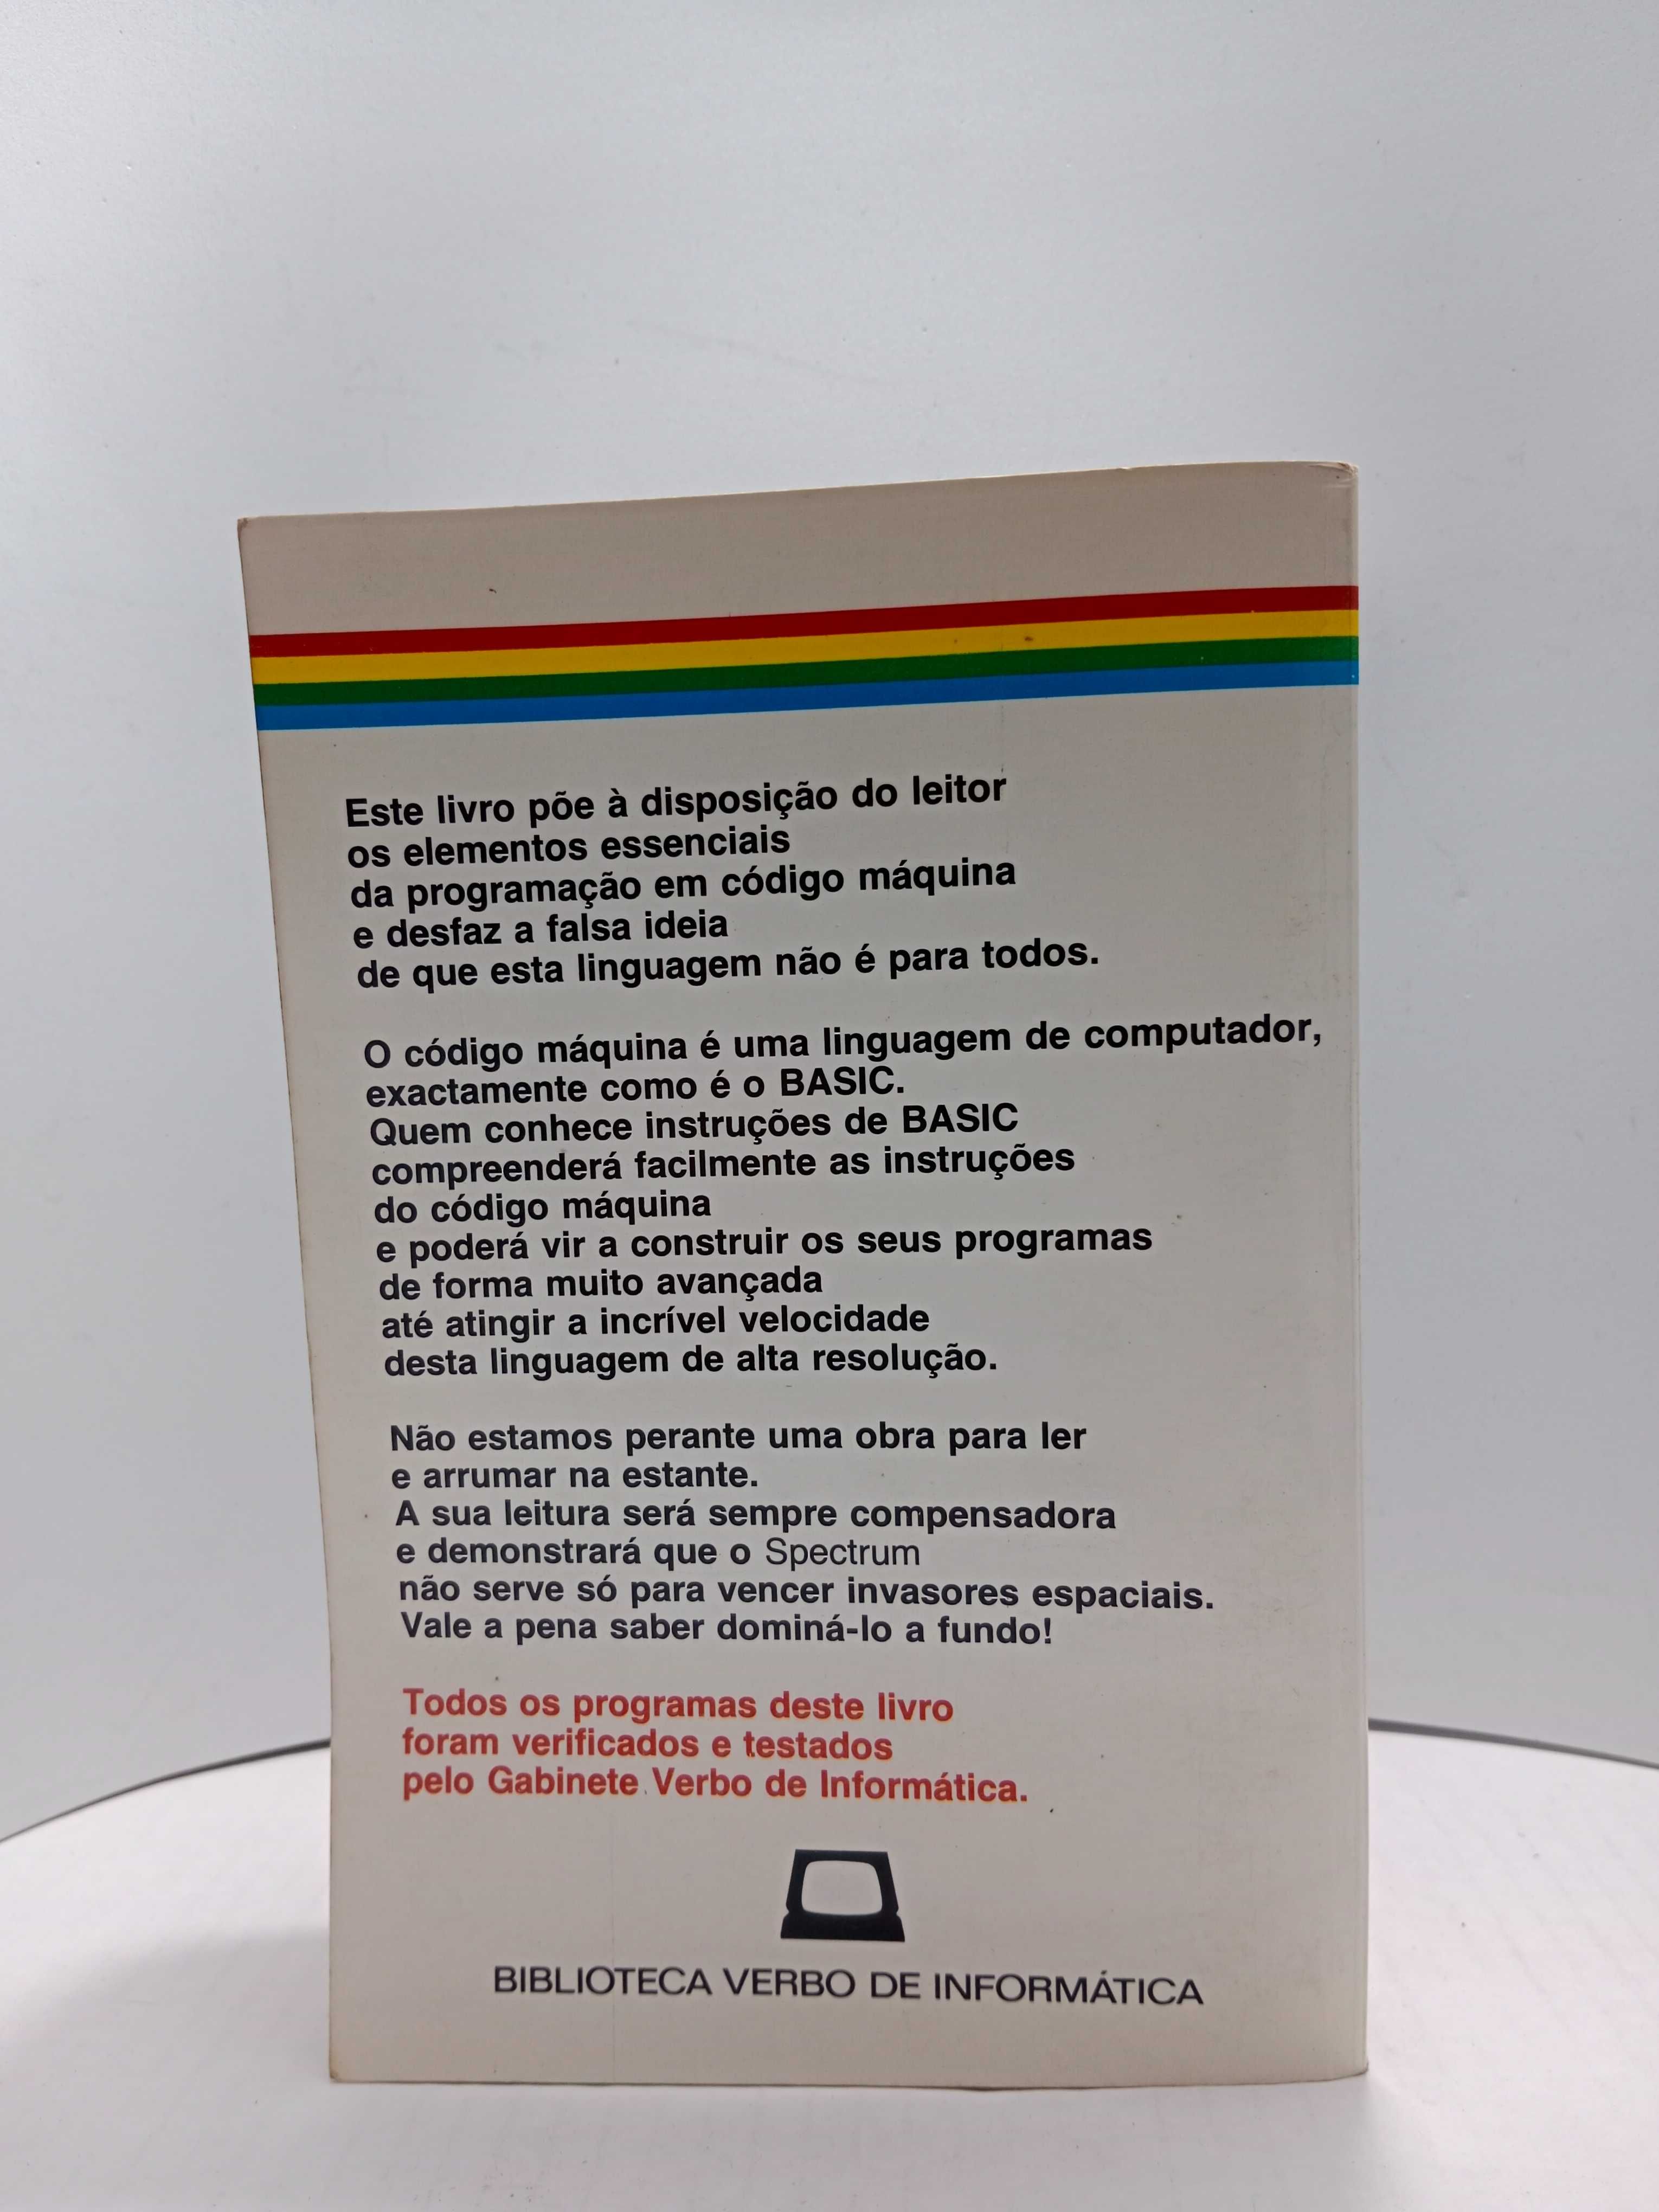 Este livro põe à disposição do leitor
os elementos essenciais
da programação em código máquina
e desfaz a falsa ideia
de que esta linguagem não é para todos.
O código máquina é uma linguagem de computador,
exactamente como é o BASIC.
Quem conhece instruções de BASIC
compreenderá facilmente as instruções
do código máquina
e poderá vir a construir os seus programas
de forma muito avançada
até atingir a incrível velocidade
desta linguagem de alta resolução.
Não estamos perante uma obra para ler
e arrumar na estante.
A sua leitura será sempre compensadora
e demonstrará que o Spectrum
não serve só para vencer invasores espaciais.
Vale a pena saber dominá-lo a fundo!
Todos os programas deste livro
foram verificados e testados
pelo Gabinete Verbo de Informática.
BIBLIOTECA VERBO DE INFORMÁTICA